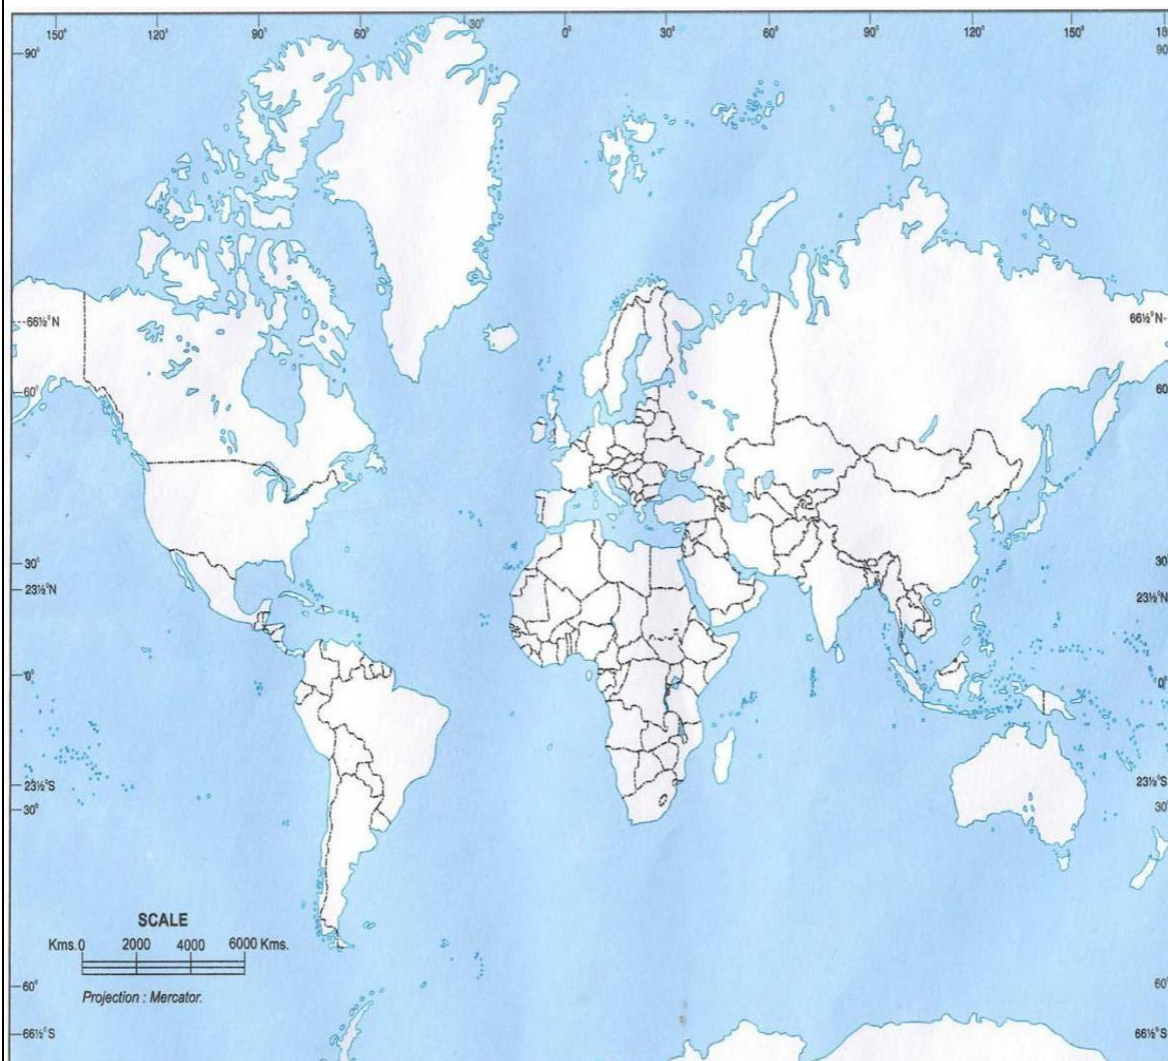 150° 120° 90° 60° 30° 0° 30° 60° 90° 120° 150° 180
90° 90
66½° N 66½° N
60° 60
30° 30°
23½° N 23½° N
0° 0°
23½° S 23½° S
30° 30°
SCALE
Kms. 0 2000 4000 6000 Kms.
Projection : Mercator.
60° 60°
66½° S 66½° S